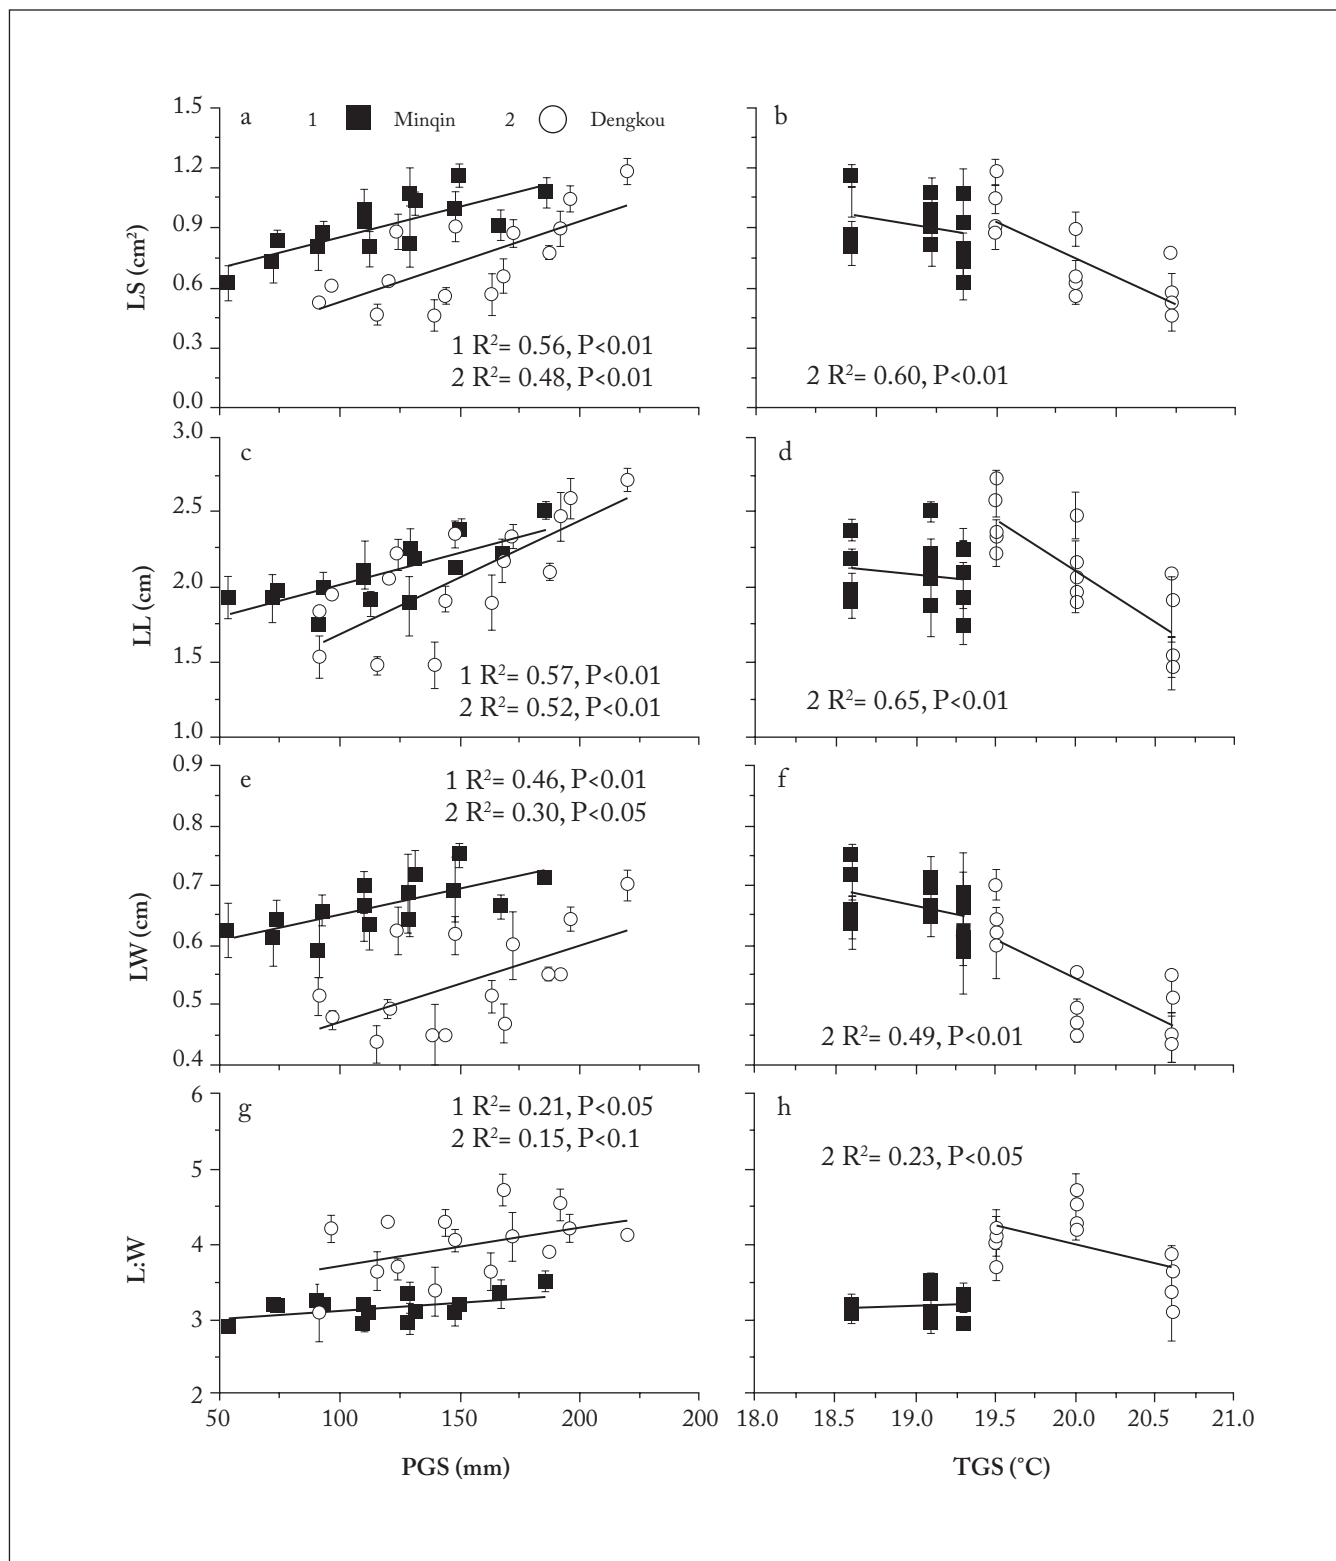 a 1 Minqin 2 Dengkou
LS (cm²)
1.5
1.2
0.9
0.6
0.3
0.0
1 R²= 0.56, P<0.01
2 R²= 0.48, P<0.01
b
2 R²= 0.60, P<0.01
c
LL (cm)
3.0
2.5
2.0
1.5
1.0
1 R²= 0.57, P<0.01
2 R²= 0.52, P<0.01
d
2 R²= 0.65, P<0.01
e
LW (cm)
0.9
0.8
0.7
0.6
0.5
0.4
1 R²= 0.46, P<0.01
2 R²= 0.30, P<0.05
f
2 R²= 0.49, P<0.01
g
L:W
6
5
4
3
2
1 R²= 0.21, P<0.05
2 R²= 0.15, P<0.1
h
2 R²= 0.23, P<0.05
50 100 150 200 200
18.0 18.5 19.0 19.5 20.0 20.5 21.0
PGS (mm)
TGS (°C)